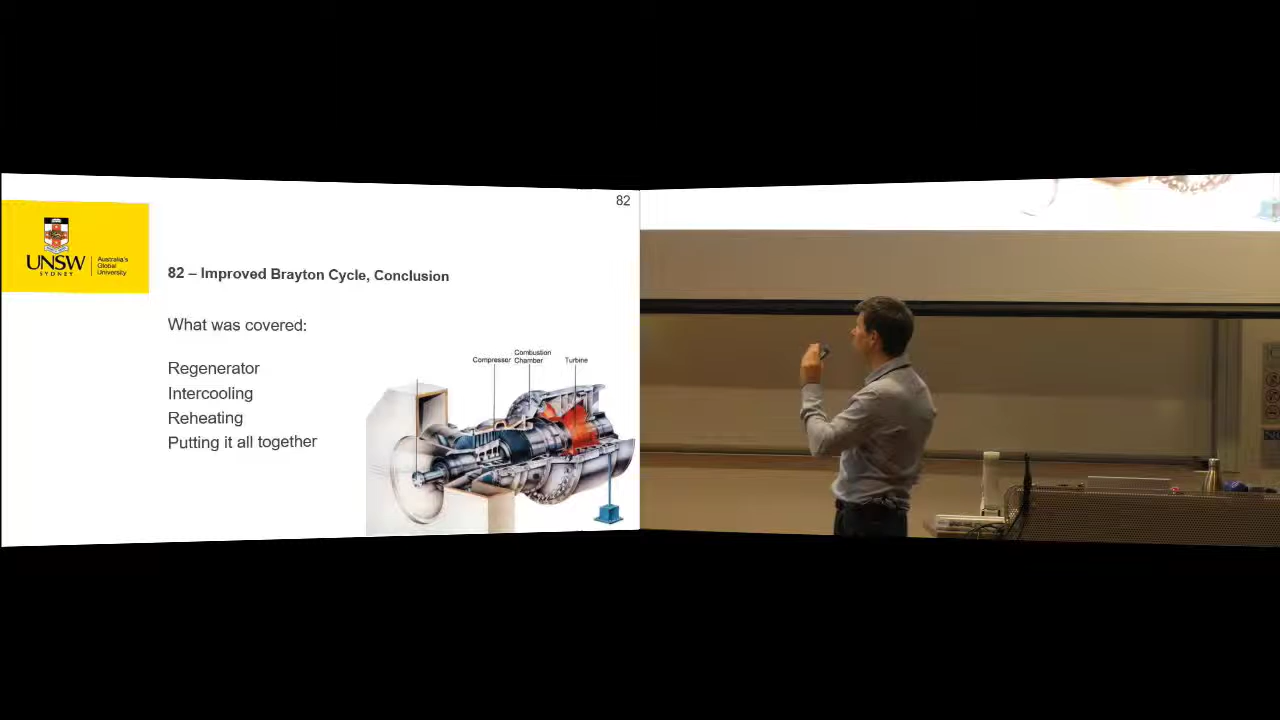 82
UNSW
SYDNEY
Australia's
Global
University
82 – Improved Brayton Cycle, Conclusion
What was covered:
Regenerator
Intercooling
Reheating
Putting it all together
Compressor
Combustion
Chamber
Turbine